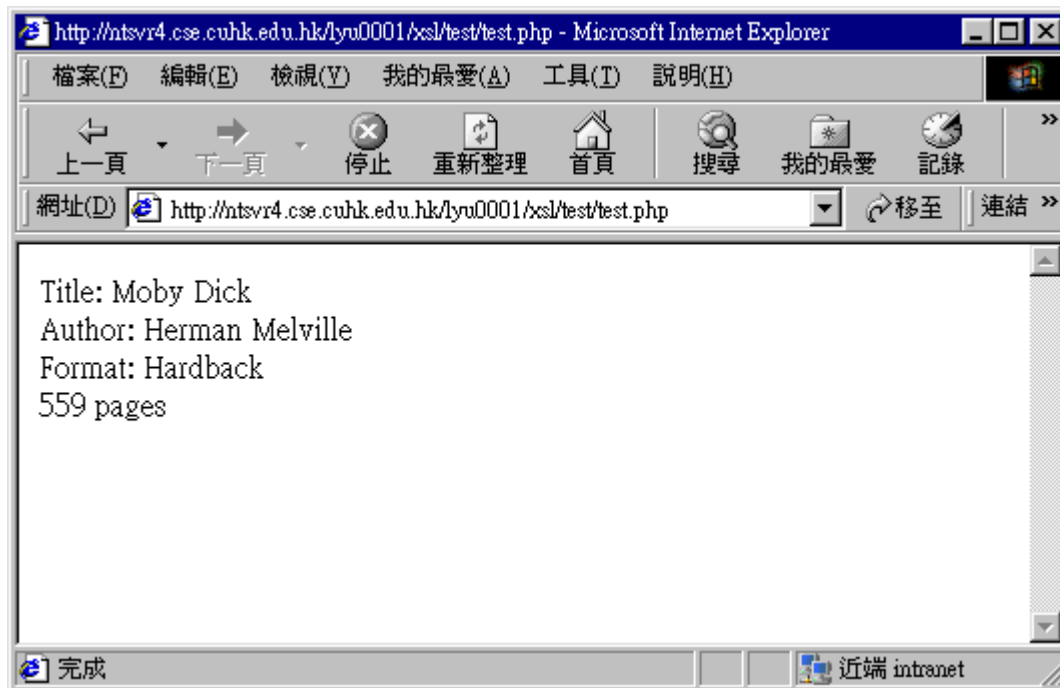 http://ntsvr4.cse.cuhk.edu.hk/lyu0001/xsl/test/test.php - Microsoft Internet Explorer
檔案(F) 編輯(E) 檢視(V) 我的最愛(A) 工具(T) 說明(H)
上一頁 下一頁 停止 重新整理 首頁 搜尋 我的最愛 記錄 »
網址(D) http://ntsvr4.cse.cuhk.edu.hk/lyu0001/xsl/test/test.php 移至 連結 »
Title: Moby Dick
Author: Herman Melville
Format: Hardback
559 pages
完成 近端 intranet